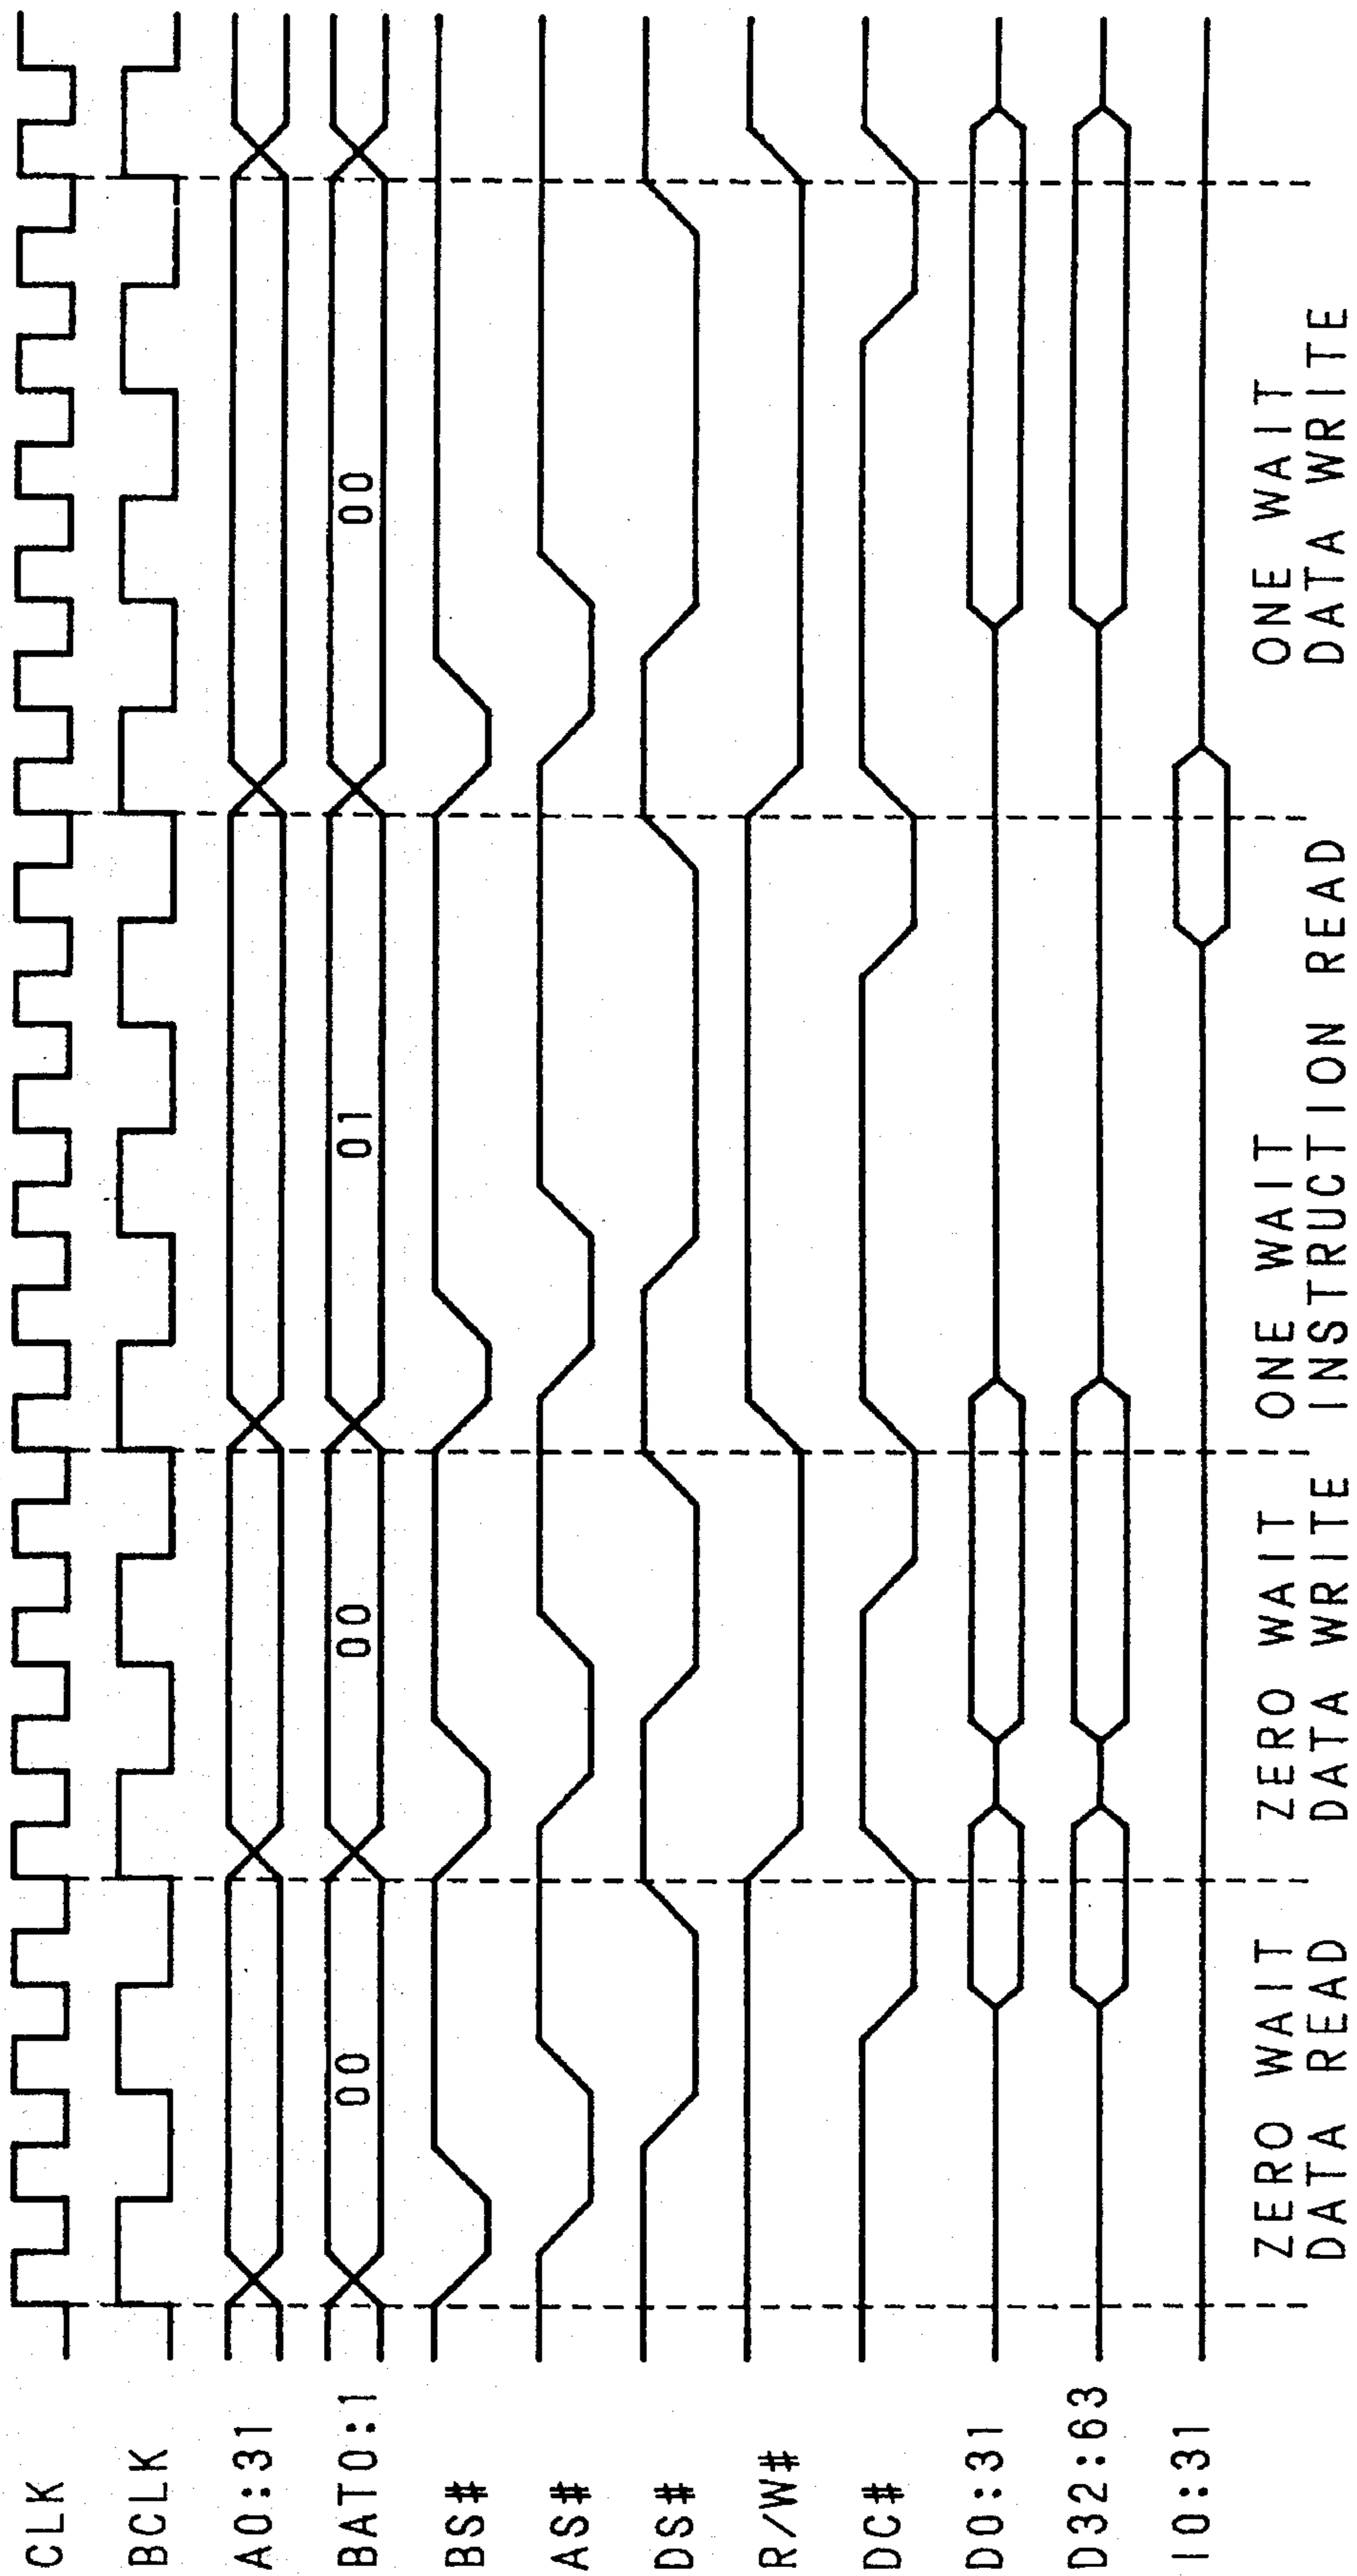 CLK
BCLK
A0:31
BAT0:1 00 00 01 00
BS#
AS#
DS#
R/W#
DC#
D0:31
D32:63
I0:31
ZERO WAIT
DATA READ
ZERO WAIT
DATA WRITE
ONE WAIT
INSTRUCTION READ
ONE WAIT
DATA WRITE